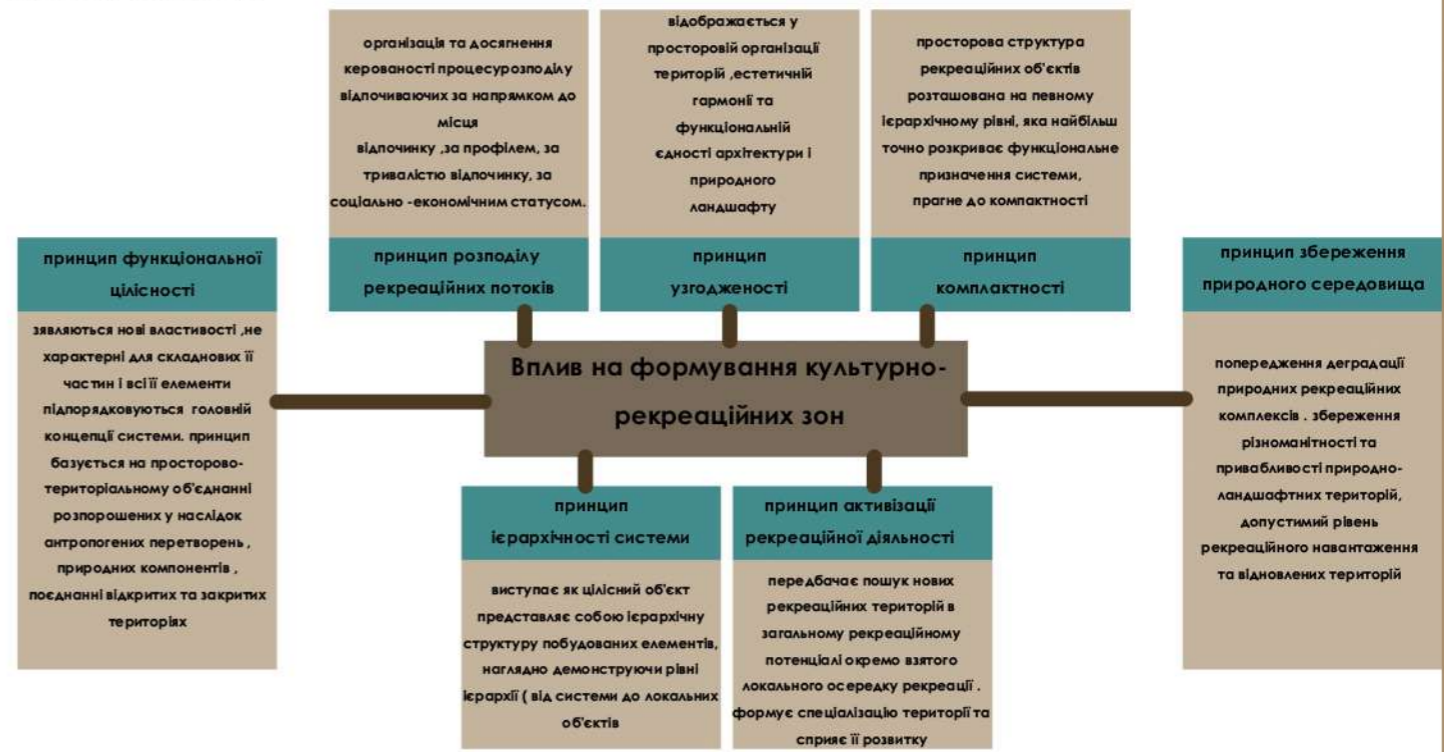 організація та досягнення
керованості процесурозподілу
відпочиваючих за напрямком до
місця
відпочинку ,за профілем, за
тривалістю відпочинку, за
соціально -економічним статусом.
принцип розподілу
рекреаційних потоків
відображається у
просторовій організації
територій ,естетичній
гармонії та
функціональній
єдності архітектури і
природного
ландшафту
принцип
узгодженості
просторова структура
рекреаційних об'єктів
розташована на певному
ієрархічному рівні, яка найбільш
точно розкриває функціональне
призначення системи,
прагне до компактності
принцип
комплактності
принцип функціональної
цілісності
зявляються нові властивості ,не
характерні для складнових її
частин і всі її елементи
підпорядковуються головній
концепції системи. принцип
базується на просторово-
територіальному об'єднанні
розпорошених у наслідок
антропогених перетворень ,
природних компонентів ,
поєднанні відкритих та закритих
територіях
Вплив на формування культурно-
рекреаційних зон
принцип збереження
природного середовища
попередження деградації
природних рекреаційних
комплексів . збереження
різноманітності та
привабливості природно-
ландшафтних територій,
допустимий рівень
рекреаційного навантаження
та відновлених територій
принцип
ієрархічності системи
виступає як цілісний об'єкт
представляє собою ієрархічну
структуру побудованих елементів,
наглядно демонструючи рівні
ієрархії ( від системи до локальних
об'єктів
принцип активізації
рекреаційної діяльності
передбачає пошук нових
рекреаційних територій в
загальному рекреаційному
потенціалі окремо взятого
локального осередку рекреації .
формує спеціалізацію території та
сприяє її розвитку